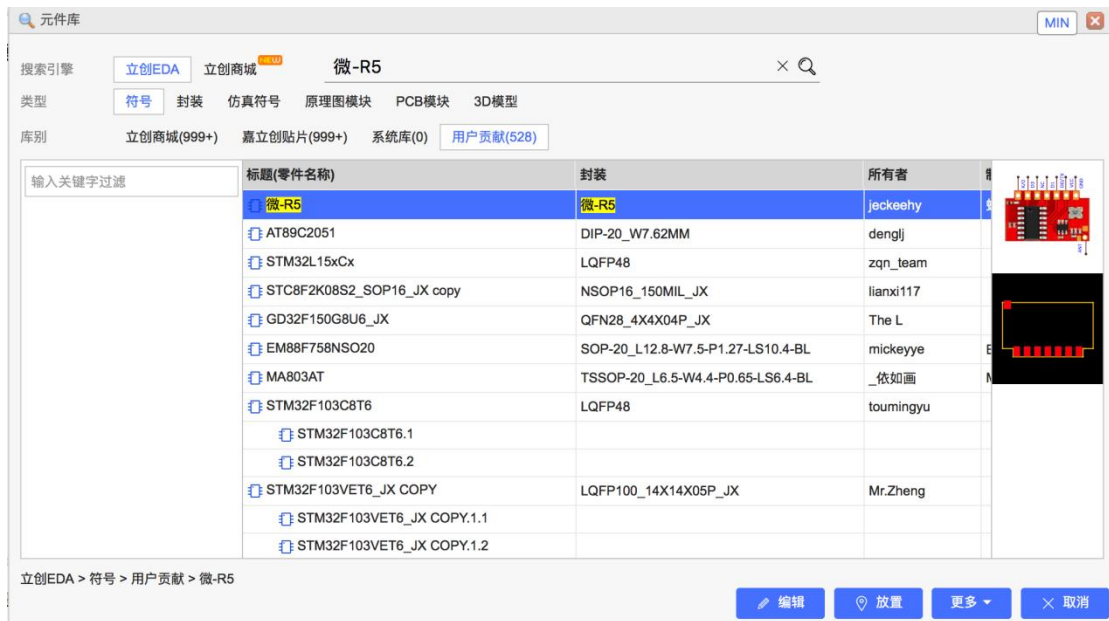 元件库
MIN
搜索引擎 立创EDA 立创商城 NEW 微-R5
类型 符号 封装 仿真符号 原理图模块 PCB模块 3D模型
库别 立创商城(999+) 嘉立创贴片(999+) 系统库(0) 用户贡献(528)
输入关键字过滤
标题(零件名称) 封装 所有者
微-R5 微-R5 jeckeehy
AT89C2051 DIP-20_W7.62MM denglj
STM32L15xCx LQFP48 zqn_team
STC8F2K08S2_SOP16_JX copy NSOP16_150MIL_JX lianxi117
GD32F150G8U6_JX QFN28_4X4X04P_JX The L
EM88F758NSO20 SOP-20_L12.8-W7.5-P1.27-LS10.4-BL mickeyye
MA803AT TSSOP-20_L6.5-W4.4-P0.65-LS6.4-BL _依如画
STM32F103C8T6 LQFP48 toumingyu
STM32F103C8T6.1
STM32F103C8T6.2
STM32F103VET6_JX COPY LQFP100_14X14X05P_JX Mr.Zheng
STM32F103VET6_JX COPY.1.1
STM32F103VET6_JX COPY.1.2
立创EDA > 符号 > 用户贡献 > 微-R5
编辑 放置 更多 取消